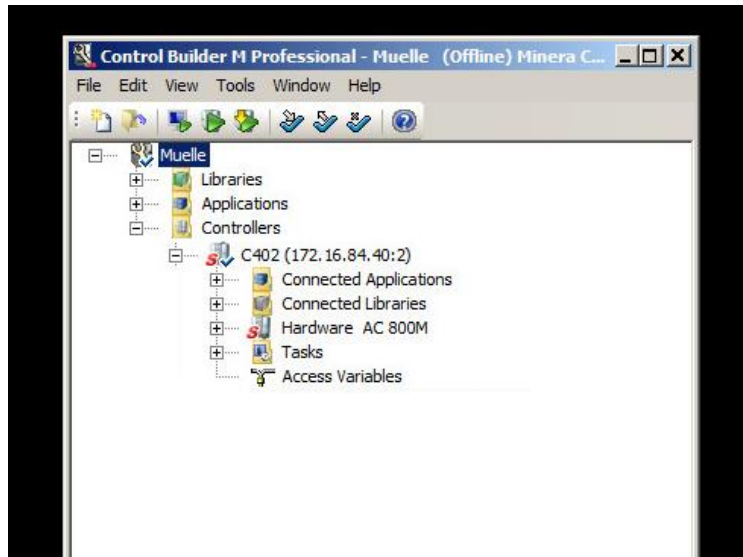 Control Builder M Professional - Muelle (Offline) Minera C...
File Edit View Tools Window Help
Muelle
Libraries
Applications
Controllers
C402 (172.16.84.40:2)
Connected Applications
Connected Libraries
Hardware AC 800M
Tasks
Access Variables